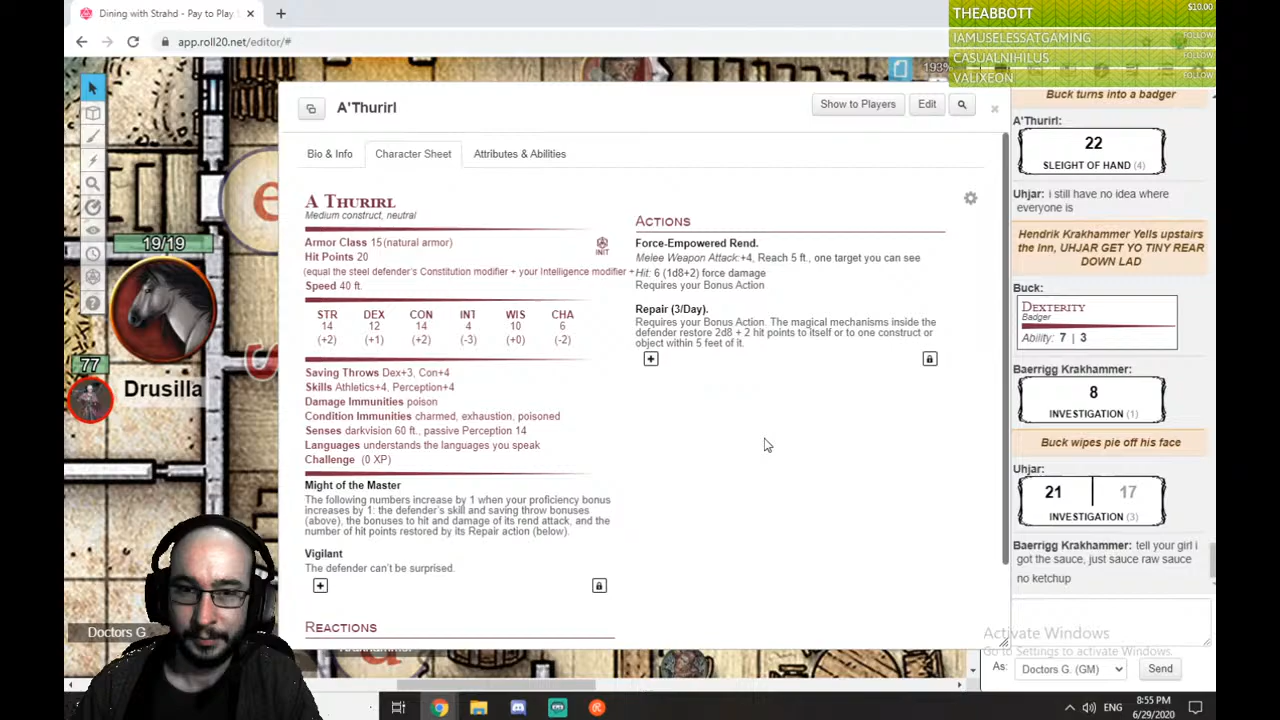 Dining with Strahd - Pay to Play
app.roll20.net/editor/#
THEABBOTT
$10.00
IAMUSELESSATGAMING
FOLLOW
CASUALNIHILUS
FOLLOW
VALIXEON
FOLLOW
193%
A'Thurirl
Show to Players
Edit
Bio & Info
Character Sheet
Attributes & Abilities
A THURIRL
Medium construct, neutral
Armor Class 15(natural armor)
Hit Points 20
INIT
(equal the steel defender's Constitution modifier + your Intelligence modifier +
Speed 40 ft.
STR DEX CON INT WIS CHA
14 12 14 4 10 6
(+2) (+1) (+2) (-3) (+0) (-2)
Saving Throws Dex+3, Con+4
Skills Athletics+4, Perception+4
Damage Immunities poison
Condition Immunities charmed, exhaustion, poisoned
Senses darkvision 60 ft., passive Perception 14
Languages understands the languages you speak
Challenge (0 XP)
Might of the Master
The following numbers increase by 1 when your proficiency bonus
increases by 1: the defender's skill and saving throw bonuses
(above), the bonuses to hit and damage of its rend attack, and the
number of hit points restored by its Repair action (below).
Vigilant
The defender can't be surprised.
REACTIONS
ACTIONS
Force-Empowered Rend.
Melee Weapon Attack:+4, Reach 5 ft., one target you can see
Hit: 6 (1d8+2) force damage
Requires your Bonus Action
Repair (3/Day).
Requires your Bonus Action. The magical mechanisms inside the
defender restore 2d8 + 2 hit points to itself or to one construct or
object within 5 feet of it.
19/19
77
Drusilla
Doctors G
Buck turns into a badger
A'Thurirl:
22
SLEIGHT OF HAND (4)
Uhjar: i still have no idea where
everyone is
Hendrik Krakhammer Yells upstairs
the Inn, UHJAR GET YO TINY REAR
DOWN LAD
Buck:
DEXTERITY
Badger
Ability: 7 | 3
Baerrigg Krakhammer:
8
INVESTIGATION (1)
Buck wipes pie off his face
Uhjar:
21 17
INVESTIGATION (3)
Baerrigg Krakhammer: tell your girl i
got the sauce, just sauce raw sauce
no ketchup
Activate Windows
Go to Settings to activate Windows.
As:
Doctors G. (GM)
Send
ENG
8:55 PM
6/29/2020